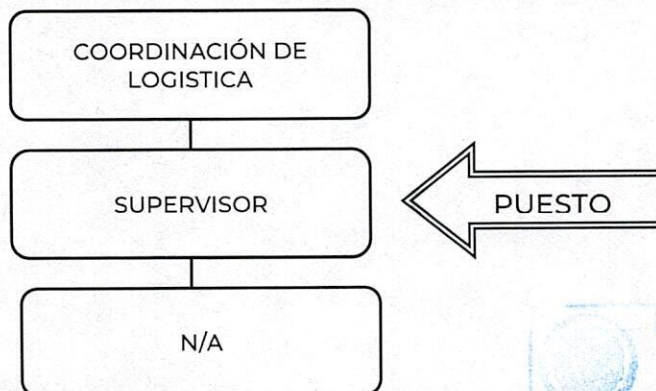 COORDINACIÓN DE
LOGISTICA
SUPERVISOR
PUESTO
N/A